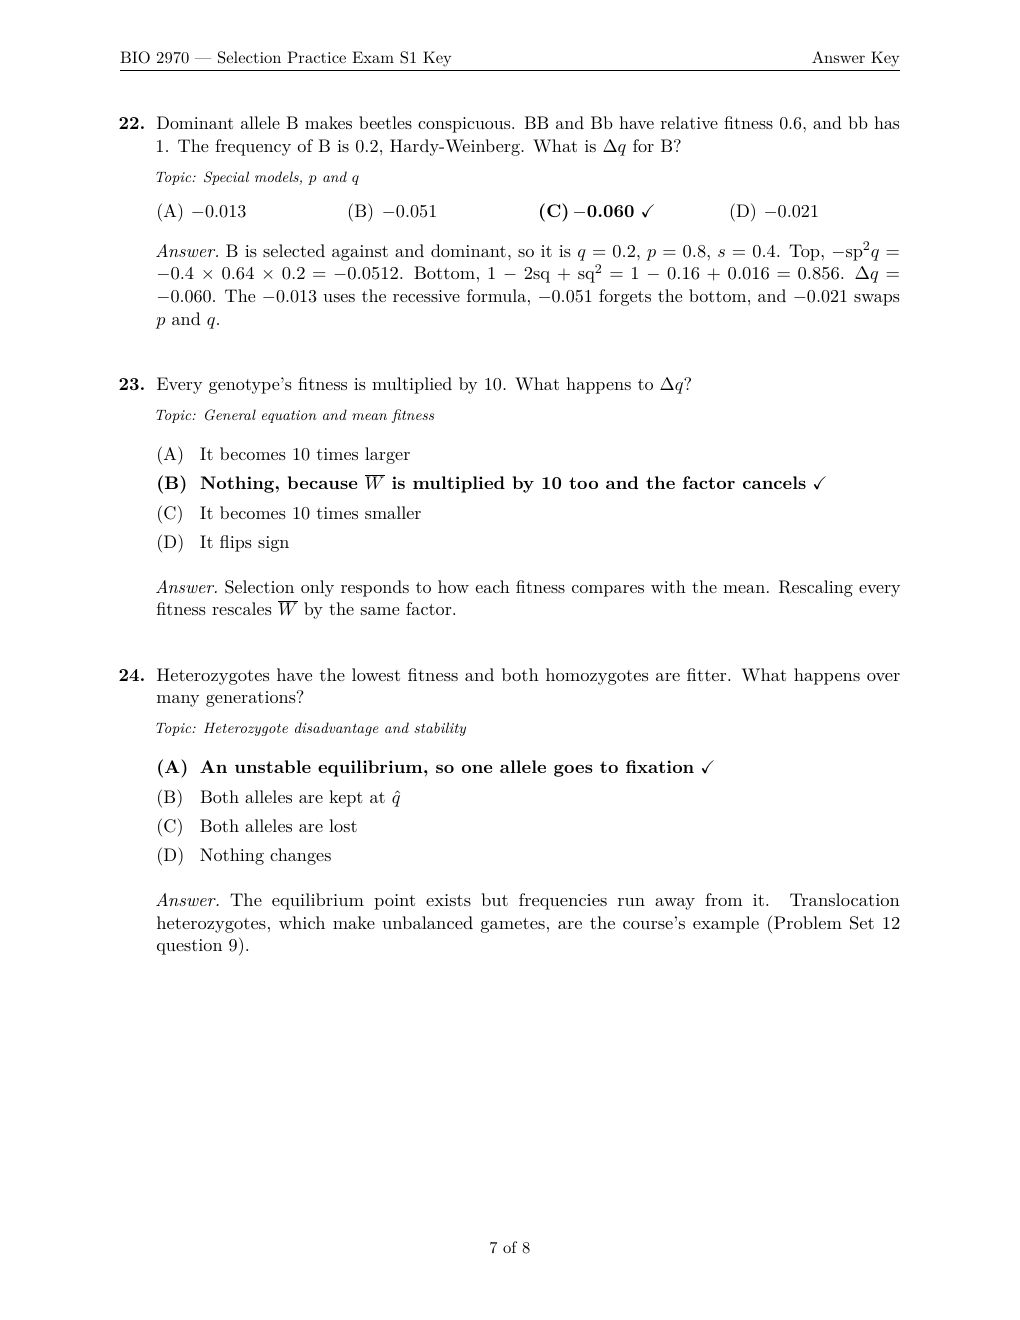 BIO 2970 — Selection Practice Exam S1 Key Answer Key
22. Dominant allele B makes beetles conspicuous. BB and Bb have relative fitness 0.6, and bb has
1. The frequency of B is 0.2, Hardy-Weinberg. What is Δq for B?
Topic: Special models, p and q
(A) −0.013 (B) −0.051 (C) −0.060 ✓ (D) −0.021
Answer. B is selected against and dominant, so it is q = 0.2, p = 0.8, s = 0.4. Top, −sp²q =
−0.4 × 0.64 × 0.2 = −0.0512. Bottom, 1 − 2sq + sq² = 1 − 0.16 + 0.016 = 0.856. Δq =
−0.060. The −0.013 uses the recessive formula, −0.051 forgets the bottom, and −0.021 swaps
p and q.
23. Every genotype's fitness is multiplied by 10. What happens to Δq?
Topic: General equation and mean fitness
(A) It becomes 10 times larger
(B) Nothing, because W̅ is multiplied by 10 too and the factor cancels ✓
(C) It becomes 10 times smaller
(D) It flips sign
Answer. Selection only responds to how each fitness compares with the mean. Rescaling every
fitness rescales W̅ by the same factor.
24. Heterozygotes have the lowest fitness and both homozygotes are fitter. What happens over
many generations?
Topic: Heterozygote disadvantage and stability
(A) An unstable equilibrium, so one allele goes to fixation ✓
(B) Both alleles are kept at q̂
(C) Both alleles are lost
(D) Nothing changes
Answer. The equilibrium point exists but frequencies run away from it. Translocation
heterozygotes, which make unbalanced gametes, are the course's example (Problem Set 12
question 9).
7 of 8